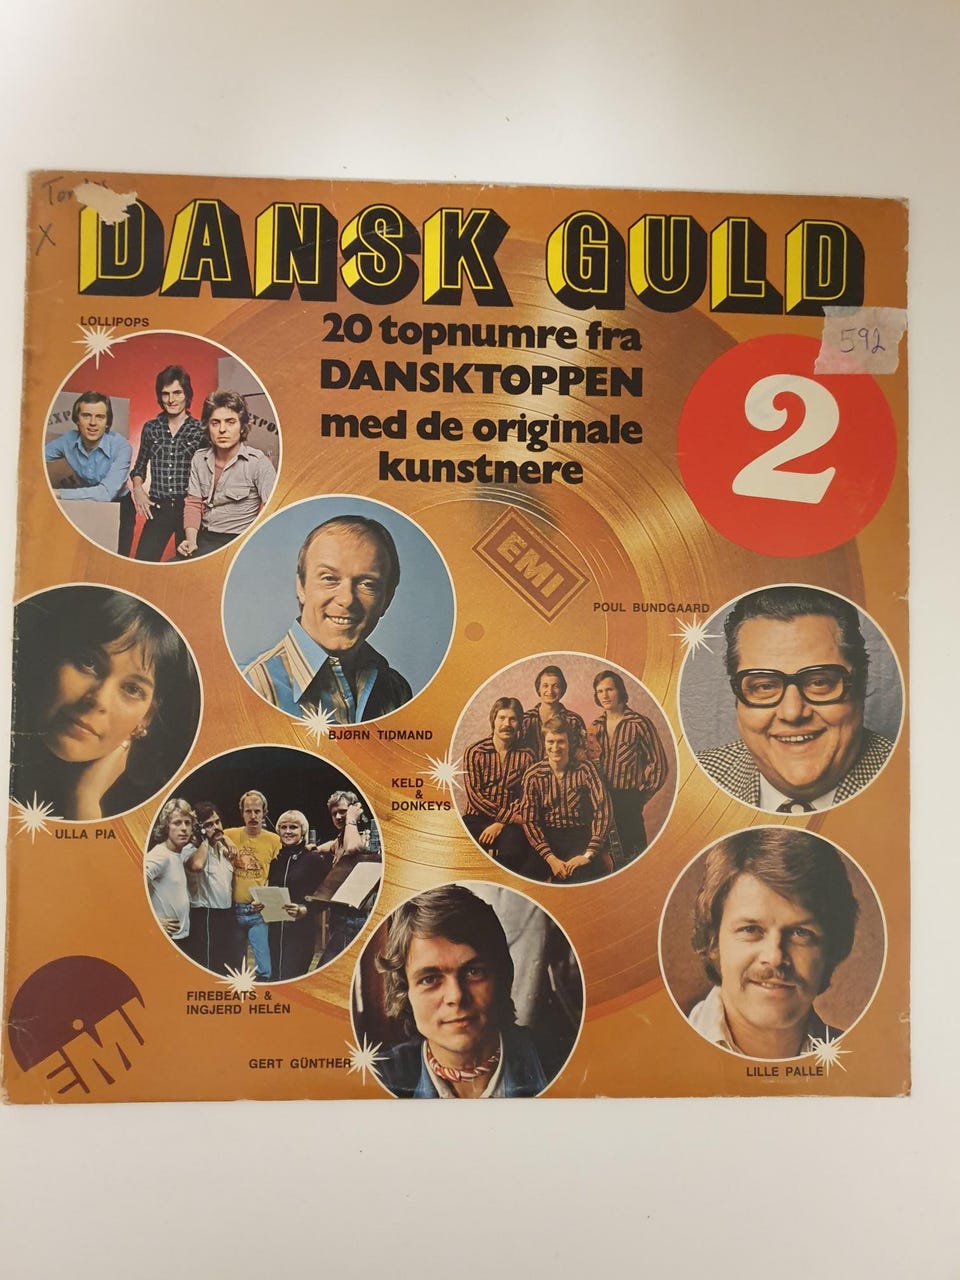 DANSK GULD
20 topnumre fra
DANSKTOPPEN
med de originale
kunstnere
592
2
LOLLIPOPS
EXPO
EMI
POUL BUNDGAARD
BJØRN TIDMAND
KELD
&
DONKEYS
ULLA PIA
FIREBEATS &
INGJERD HELÉN
GERT GÜNTHER
LILLE PALLE
EMI